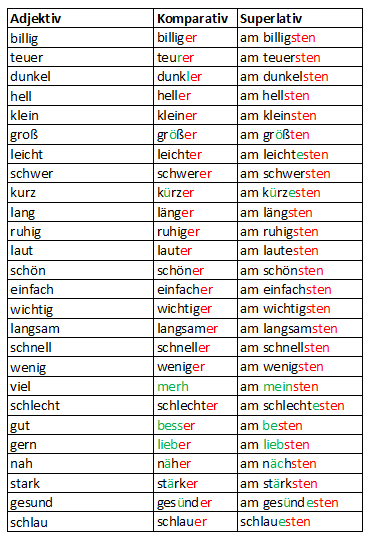 Adjektiv Komparativ Superlativ
billig billiger am billigsten
teuer teurer am teuersten
dunkel dunkler am dunkelsten
hell heller am hellsten
klein kleiner am kleinsten
groß größer am größten
leicht leichter am leichtesten
schwer schwerer am schwersten
kurz kürzer am kürzesten
lang länger am längsten
ruhig ruhiger am ruhigsten
laut lauter am lautesten
schön schöner am schönsten
einfach einfacher am einfachsten
wichtig wichtiger am wichtigsten
langsam langsamer am langsamsten
schnell schneller am schnellsten
wenig weniger am wenigsten
viel merh am meinsten
schlecht schlechter am schlechtesten
gut besser am besten
gern lieber am liebsten
nah näher am nächsten
stark stärker am stärksten
gesund gesünder am gesündesten
schlau schlauer schlauesten